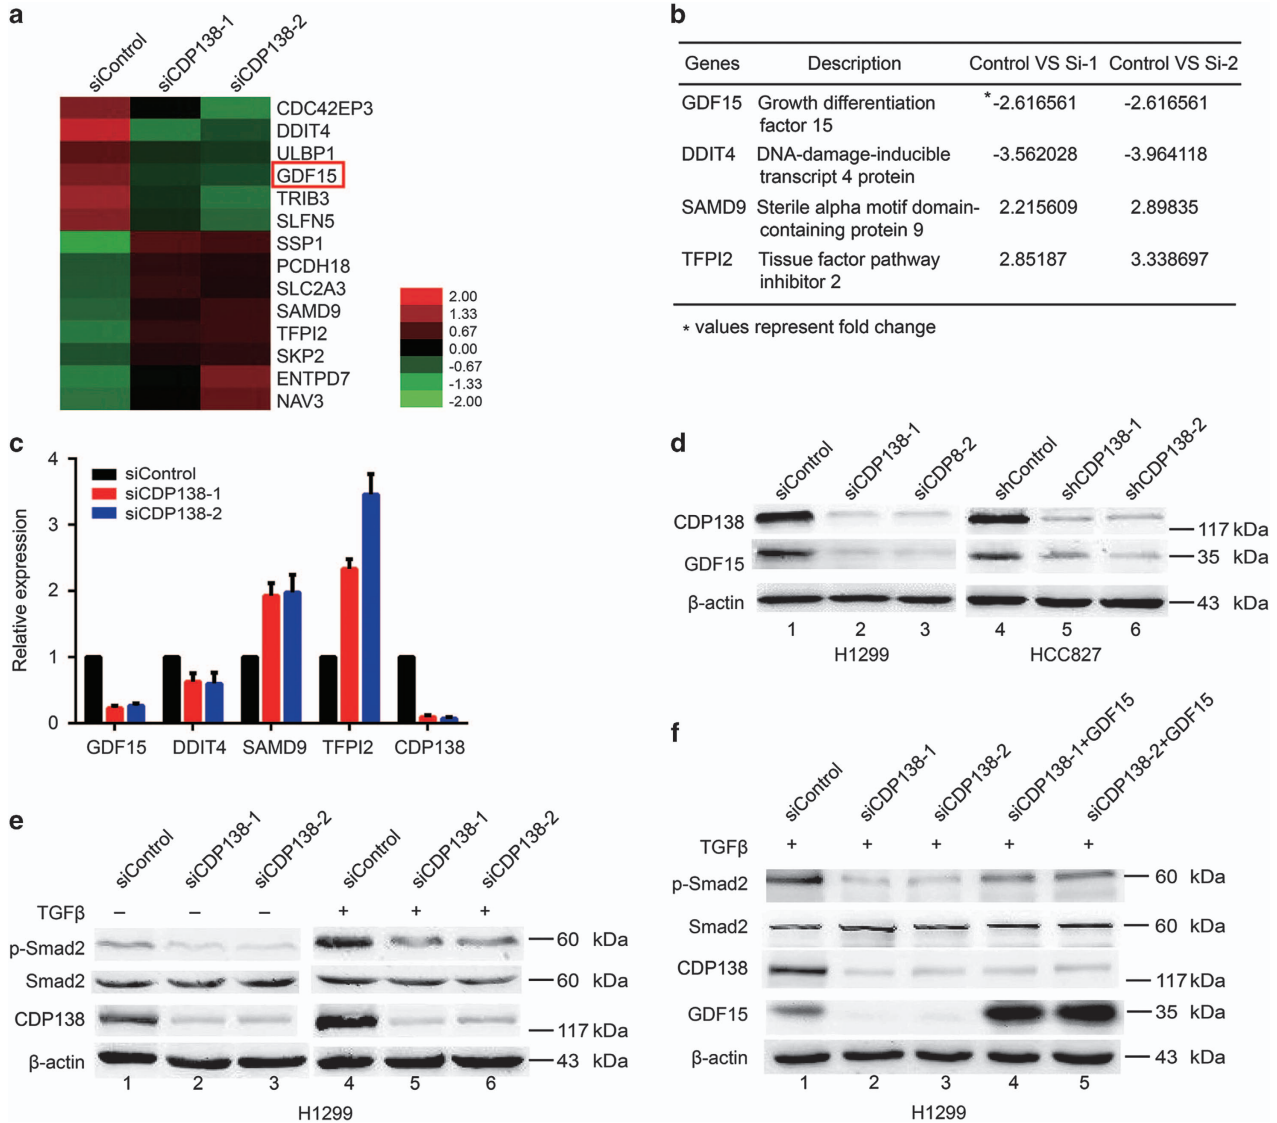 a
siControl
siCDP138-1
siCDP138-2
CDC42EP3
DDIT4
ULBP1
GDF15
TRIB3
SLFN5
SSP1
PCDH18
SLC2A3
SAMD9
TFPI2
SKP2
ENTPD7
NAV3
2.00
1.33
0.67
0.00
-0.67
-1.33
-2.00
b
Genes Description Control VS Si-1 Control VS Si-2
GDF15 Growth differentiation *-2.616561 -2.616561
factor 15
DDIT4 DNA-damage-inducible -3.562028 -3.964118
transcript 4 protein
SAMD9 Sterile alpha motif domain- 2.215609 2.89835
containing protein 9
TFPI2 Tissue factor pathway 2.85187 3.338697
inhibitor 2
* values represent fold change
c
Relative expression
4
3
2
1
0
siControl
siCDP138-1
siCDP138-2
GDF15 DDIT4 SAMD9 TFPI2 CDP138
d
siControl siCDP138-1 siCDP8-2 shControl shCDP138-1 shCDP138-2
CDP138 117 kDa
GDF15 35 kDa
β-actin 43 kDa
1 2 3 4 5 6
H1299 HCC827
e
siControl siCDP138-1 siCDP138-2 siControl siCDP138-1 siCDP138-2
TGFβ – – – + + +
p-Smad2 60 kDa
Smad2 60 kDa
CDP138 117 kDa
β-actin 43 kDa
1 2 3 4 5 6
H1299
f
siControl siCDP138-1 siCDP138-2 siCDP138-1+GDF15 siCDP138-2+GDF15
TGFβ + + + + +
p-Smad2 60 kDa
Smad2 60 kDa
CDP138 117 kDa
GDF15 35 kDa
β-actin 43 kDa
1 2 3 4 5
H1299